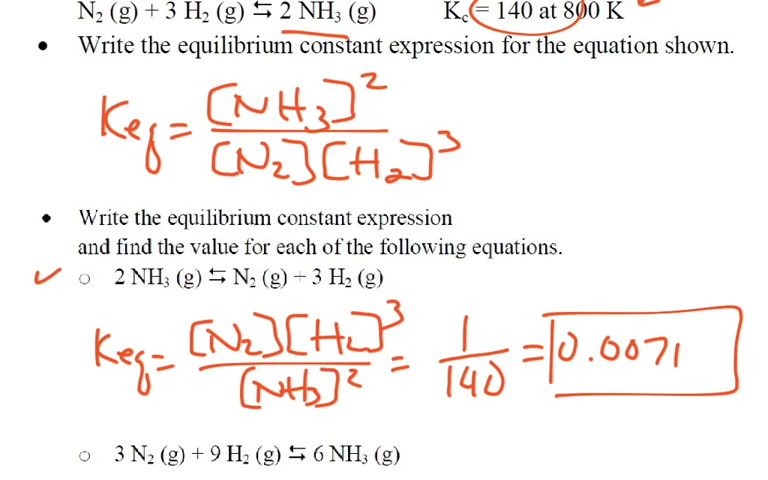 N₂ (g) + 3 H₂ (g) ⇆ 2 NH₃ (g) K꜀ = 140 at 800 K
• Write the equilibrium constant expression for the equation shown.
Keq = [NH₃]² / [N₂][H₂]³
• Write the equilibrium constant expression
and find the value for each of the following equations.
✓ ○ 2 NH₃ (g) ⇆ N₂ (g) + 3 H₂ (g)
Keq = [N₂][H₂]³ / [NH₃]² = 1 / 140 = 0.0071
○ 3 N₂ (g) + 9 H₂ (g) ⇆ 6 NH₃ (g)